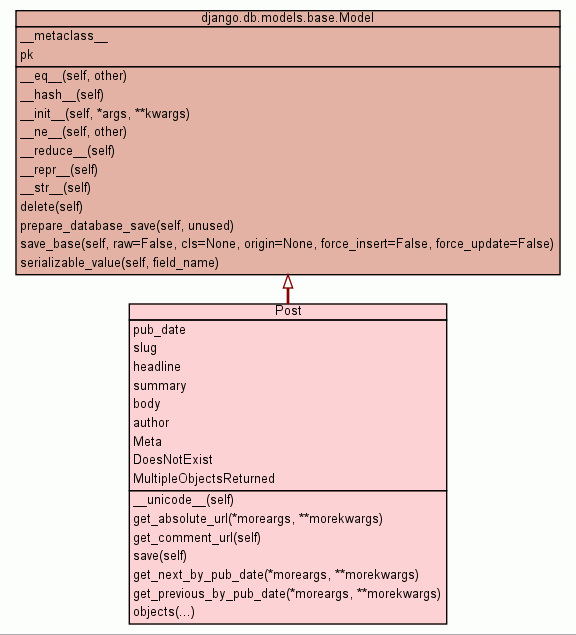 django.db.models.base.Model
__metaclass__
pk
__eq__(self, other)
__hash__(self)
__init__(self, *args, **kwargs)
__ne__(self, other)
__reduce__(self)
__repr__(self)
__str__(self)
delete(self)
prepare_database_save(self, unused)
save_base(self, raw=False, cls=None, origin=None, force_insert=False, force_update=False)
serializable_value(self, field_name)
Post
pub_date
slug
headline
summary
body
author
Meta
DoesNotExist
MultipleObjectsReturned
__unicode__(self)
get_absolute_url(*moreargs, **morekwargs)
get_comment_url(self)
save(self)
get_next_by_pub_date(*moreargs, **morekwargs)
get_previous_by_pub_date(*moreargs, **morekwargs)
objects(...)